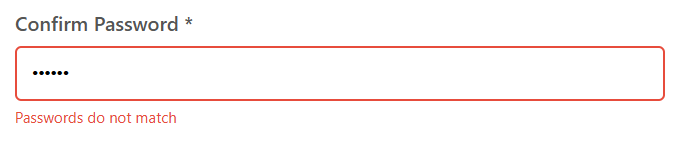 Confirm Password *
••••••
Passwords do not match